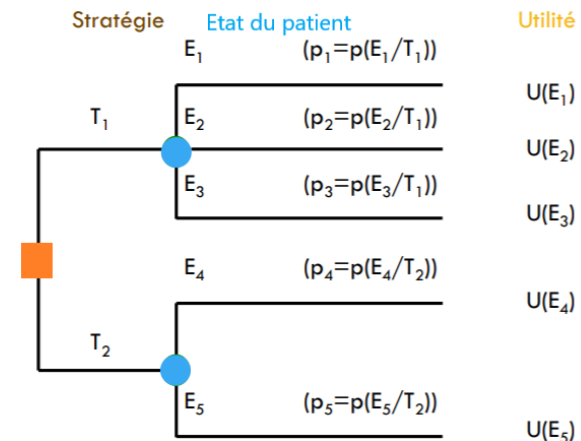 Stratégie Etat du patient Utilité
E₁ (p₁=p(E₁/T₁))
U(E₁)
T₁ E₂ (p₂=p(E₂/T₁))
U(E₂)
E₃ (p₃=p(E₃/T₁))
U(E₃)
E₄ (p₄=p(E₄/T₂))
U(E₄)
T₂
E₅ (p₅=p(E₅/T₂))
U(E₅)